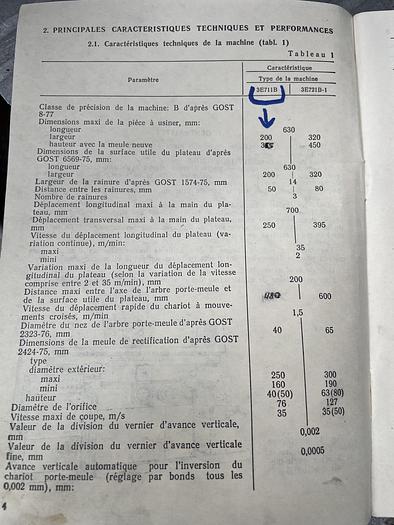 2. PRINCIPALES CARACTERISTIQUES TECHNIQUES ET PERFORMANCES
2.1. Caractéristiques techniques de la machine (tabl. 1)
Tableau 1
Paramètre
Caractéristique
Type de la machine
3E711B 3E721B-1
Classe de précision de la machine: B d'après GOST
8-77
Dimensions maxi de la pièce à usiner, mm:
longueur 630
largeur 200 320
hauteur avec la meule neuve 450
Dimensions de la surface utile du plateau d'après
GOST 6569-75, mm:
longueur 630
largeur 200 320
Largeur de la rainure d'après GOST 1574-75, mm 14
Distance entre les rainures, mm 50 80
Nombre de rainures 3
Déplacement longitudinal maxi à la main du pla-
teau, mm 700
Déplacement transversal maxi à la main du plateau,
mm 250 395
Vitesse du déplacement longitudinal du plateau (va-
riation continue), m/min:
maxi 35
mini 2
Variation maxi de la longueur du déplacement lon-
gitudinal du plateau (selon la variation de la vitesse
comprise entre 2 et 35 m/min), mm 200
Distance maxi entre l'axe de l'arbre porte-meule et
de la surface utile du plateau, mm 600
Vitesse du déplacement rapide du chariot à mouve-
ments croisés, m/min 1,5
Diamètre du nez de l'arbre porte-meule d'après GOST
2323-76, mm 40 65
Dimensions de la meule de rectification d'après GOST
2424-75, mm
type
diamètre extérieur:
maxi 250 300
mini 160 190
hauteur 40(50) 63(80)
Diamètre de l'orifice 76 127
Vitesse maxi de coupe, m/s 35 35(50)
Valeur de la division du vernier d'avance verticale,
mm 0,002
Valeur de la division du vernier d'avance verticale
fine, mm 0,0005
Avance verticale automatique pour l'inversion du
chariot porte-meule (réglage par bonds tous les
0,002 mm), mm:
4